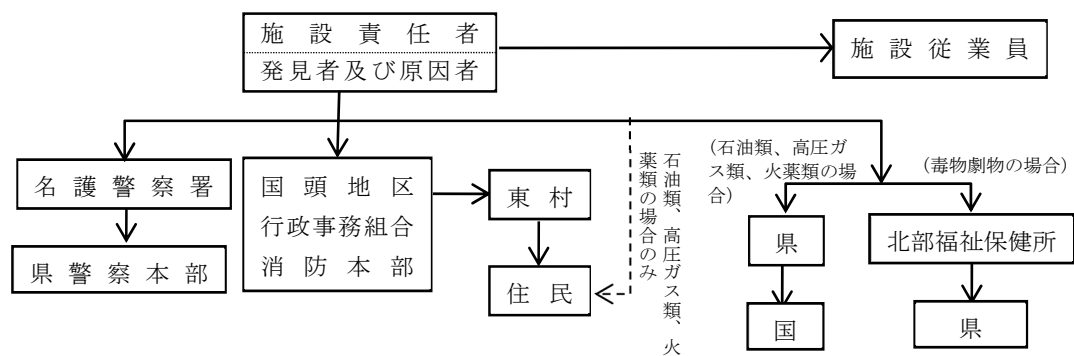 施設責任者
発見者及び原因者
施設従業員
名護警察署
県警察本部
国頭地区
行政事務組合
消防本部
東村
住民
石油類、高圧ガス類、火
薬類の場合のみ
(石油類、高圧ガ
ス類、火薬類の場
合)
県
国
(毒物劇物の場合)
北部福祉保健所
県